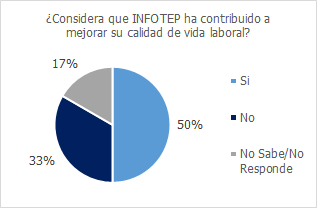 ¿Considera que INFOTEP ha contribuido a
mejorar su calidad de vida laboral?
17%
50%
33%
Si
No
No Sabe/No
Responde